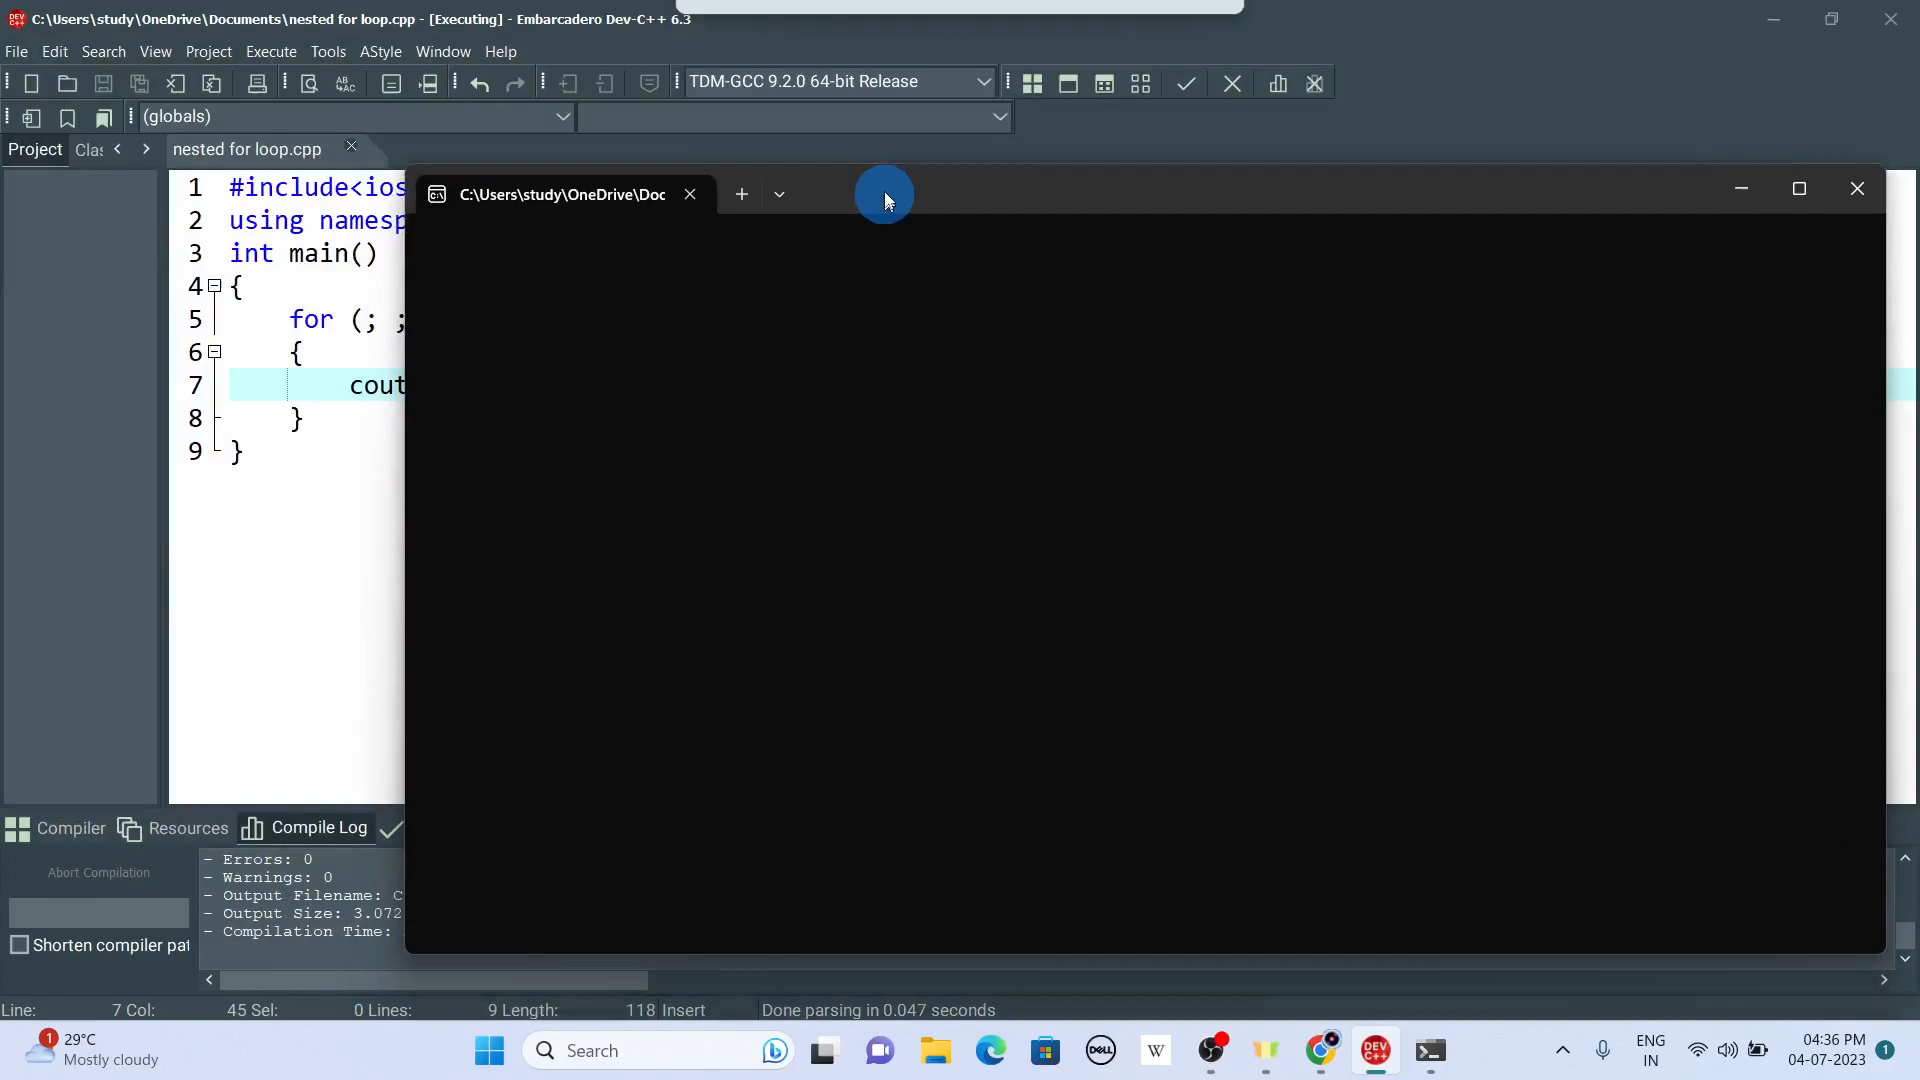 C:\Users\study\OneDrive\Documents\nested for loop.cpp - [Executing] - Embarcadero Dev-C++ 6.3
File Edit Search View Project Execute Tools AStyle Window Help
TDM-GCC 9.2.0 64-bit Release
(globals)
Project Clas nested for loop.cpp
C:\Users\study\OneDrive\Doc
1 #include<ios
2 using namesp
3 int main()
4 {
5 for (; ;
6 {
7 cout
8 }
9 }
Compiler Resources Compile Log
Abort Compilation
Shorten compiler pat
- Errors: 0
- Warnings: 0
- Output Filename: C
- Output Size: 3.072
- Compilation Time:
Line: 7 Col: 45 Sel: 0 Lines: 9 Length: 118 Insert Done parsing in 0.047 seconds
1 29°C
Mostly cloudy
Search
DELL
W
DEV C++
ENG
IN
04:36 PM
04-07-2023
1